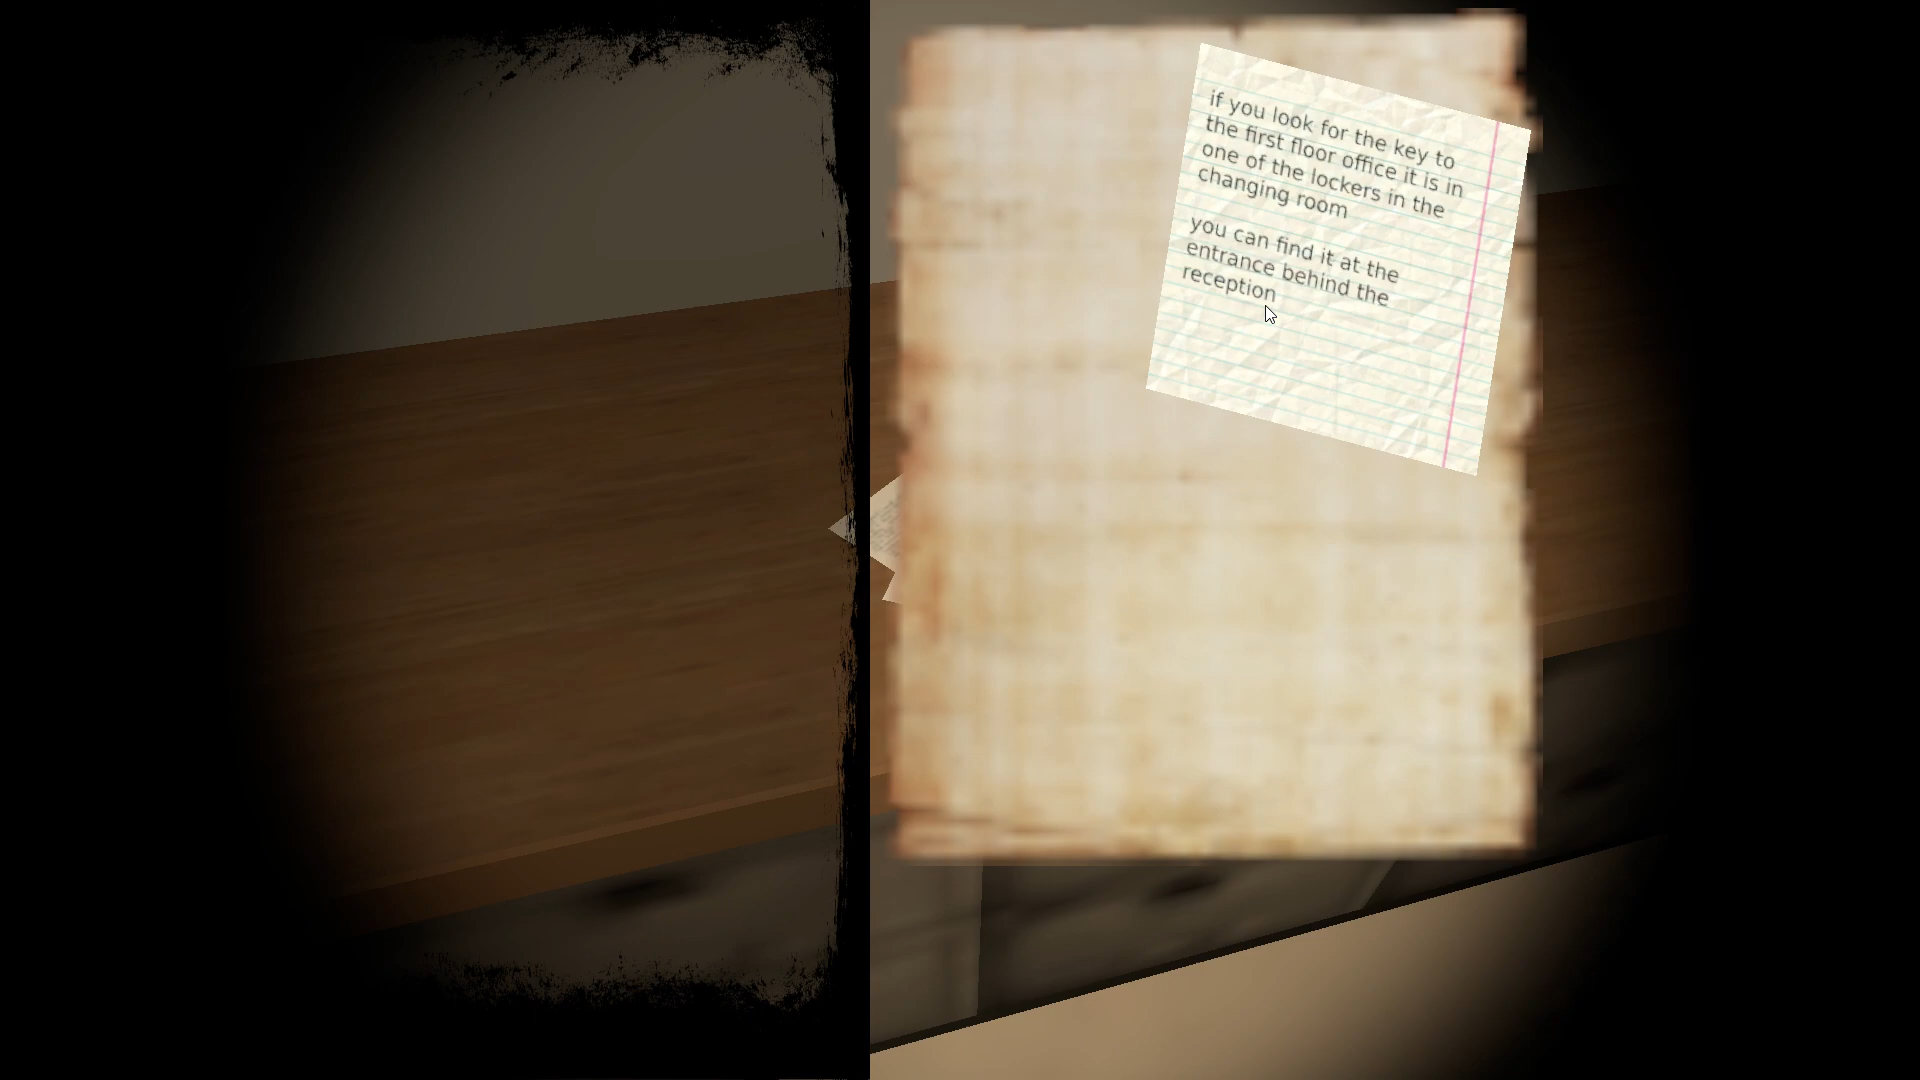 if you look for the key to
the first floor office it is in
one of the lockers in the
changing room
you can find it at the
entrance behind the
reception